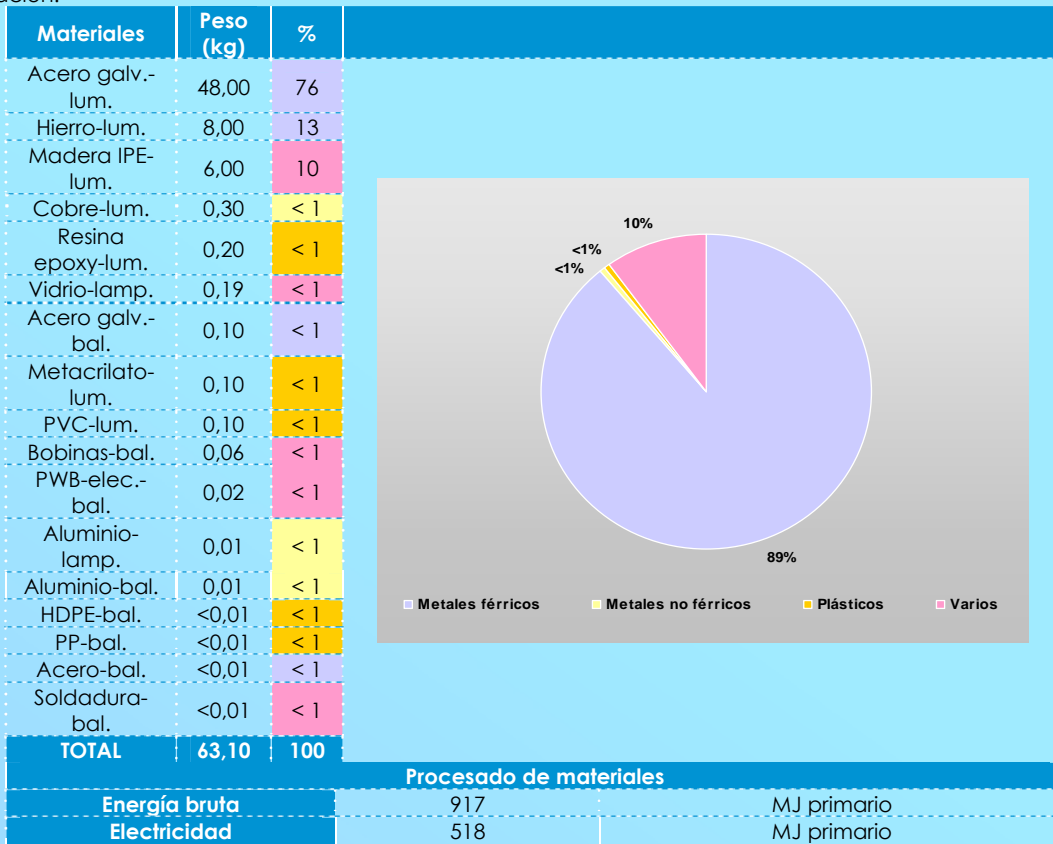 Materiales Peso (kg) %
Acero galv.-
lum. 48,00 76
Hierro-lum. 8,00 13
Madera IPE-
lum. 6,00 10
Cobre-lum. 0,30 < 1
Resina
epoxy-lum. 0,20 < 1
Vidrio-lamp. 0,19 < 1
Acero galv.-
bal. 0,10 < 1
Metacrilato-
lum. 0,10 < 1
PVC-lum. 0,10 < 1
Bobinas-bal. 0,06 < 1
PWB-elec.-
bal. 0,02 < 1
Aluminio-
lamp. 0,01 < 1
Aluminio-bal. 0,01 < 1
HDPE-bal. <0,01 < 1
PP-bal. <0,01 < 1
Acero-bal. <0,01 < 1
Soldadura-
bal. <0,01 < 1
TOTAL 63,10 100
10%
<1%
<1%
89%
Metales férricos Metales no férricos Plásticos Varios
Procesado de materiales
Energía bruta 917 MJ primario
Electricidad 518 MJ primario